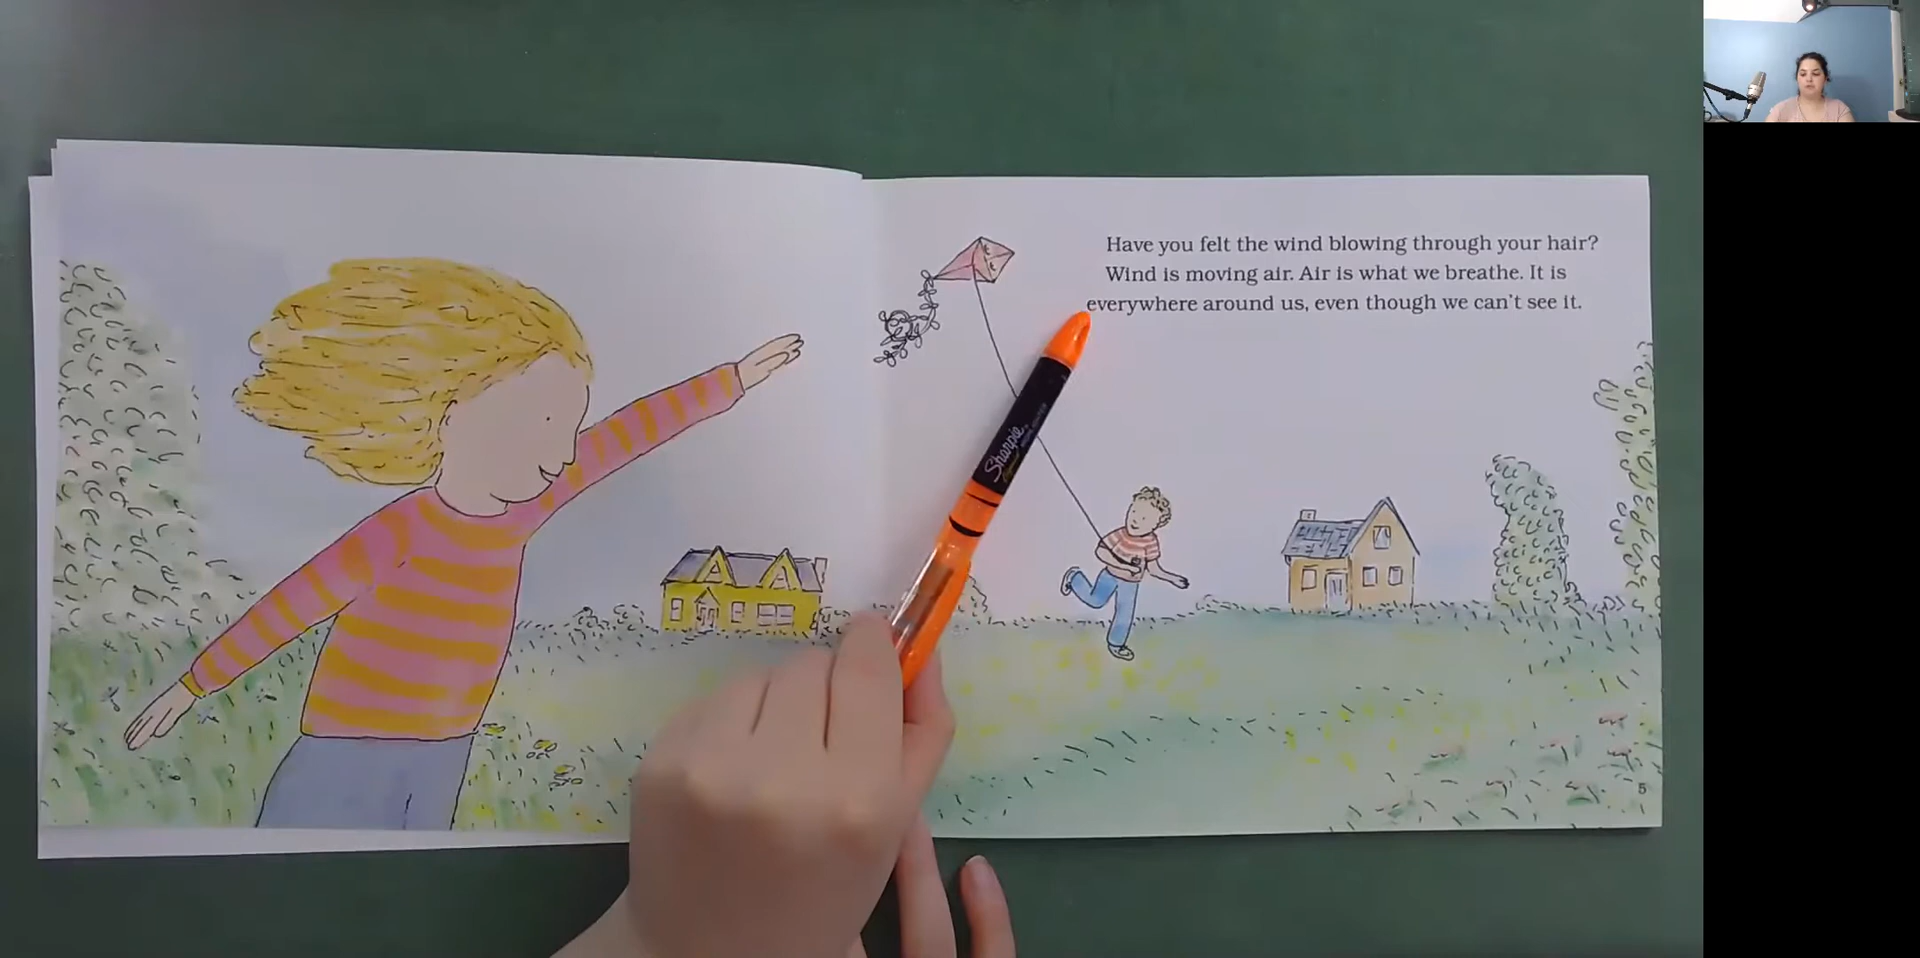 Have you felt the wind blowing through your hair?
Wind is moving air. Air is what we breathe. It is
everywhere around us, even though we can't see it.
Sharpie
5